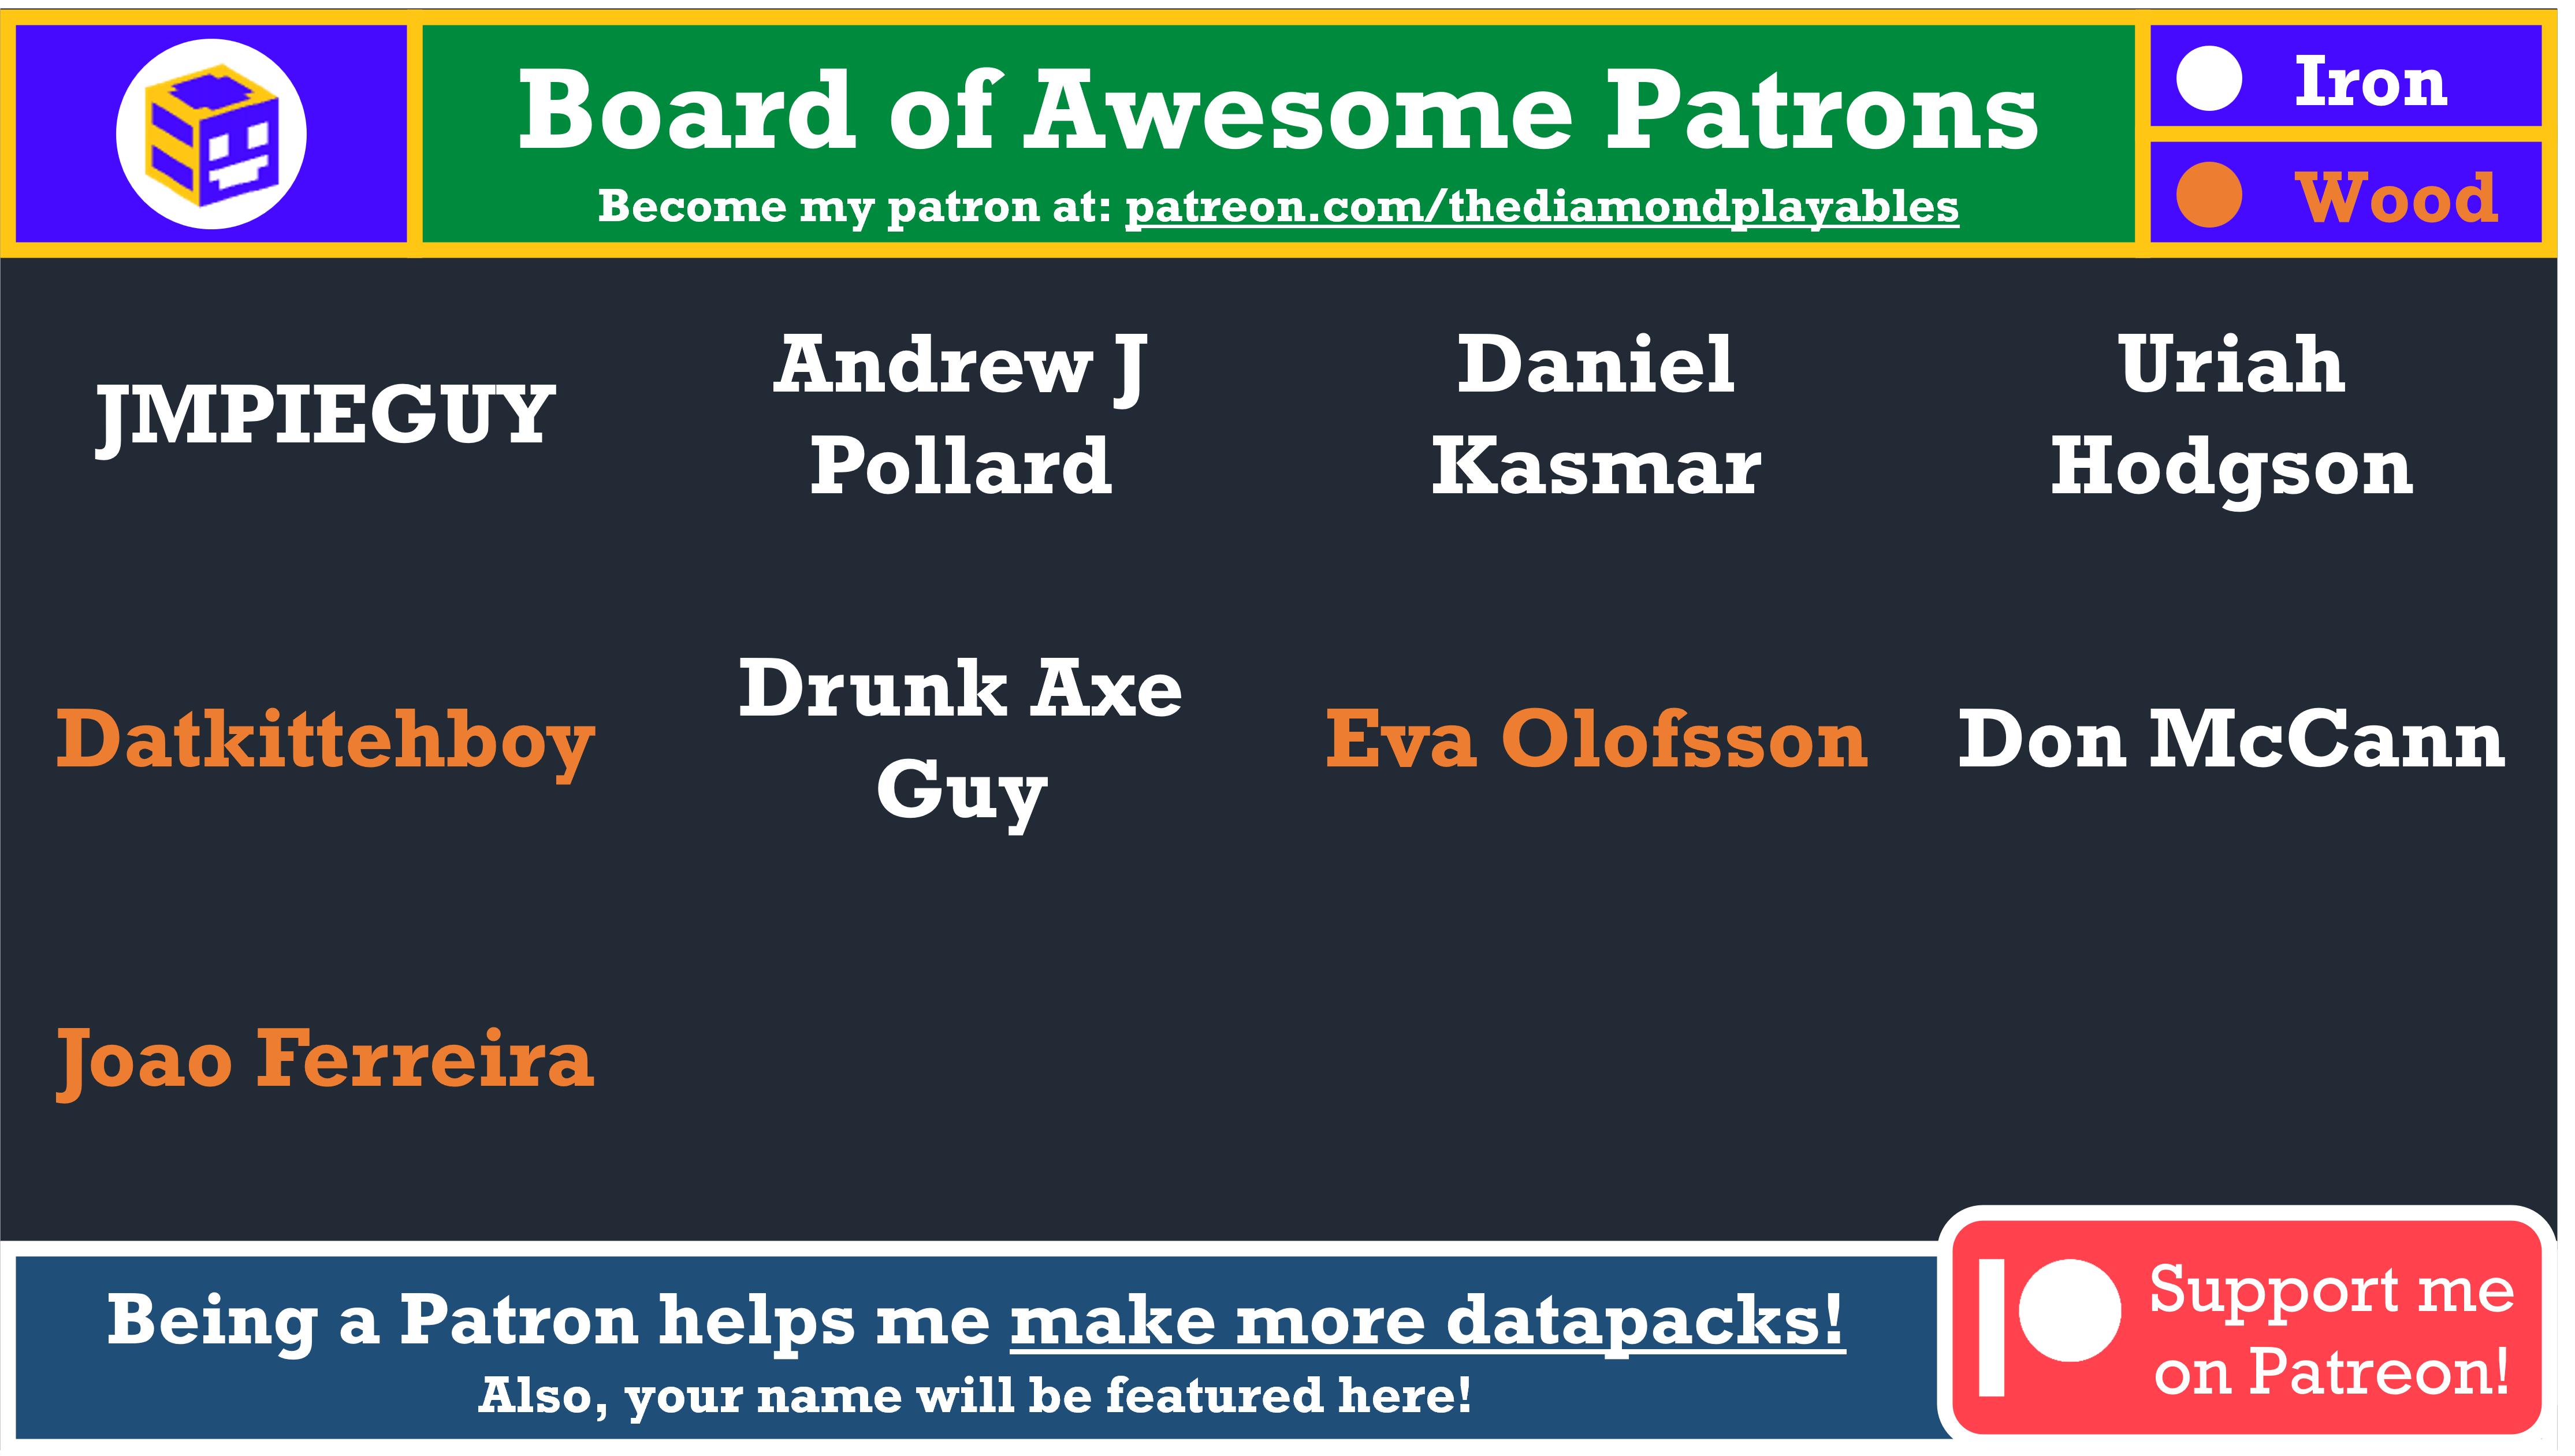 Board of Awesome Patrons
Become my patron at: patreon.com/thediamondplayables
Iron
Wood
JMPIEGUY
Andrew J
Pollard
Daniel
Kasmar
Uriah
Hodgson
Datkittehboy
Drunk Axe
Guy
Eva Olofsson
Don McCann
Joao Ferreira
Being a Patron helps me make more datapacks!
Also, your name will be featured here!
Support me
on Patreon!